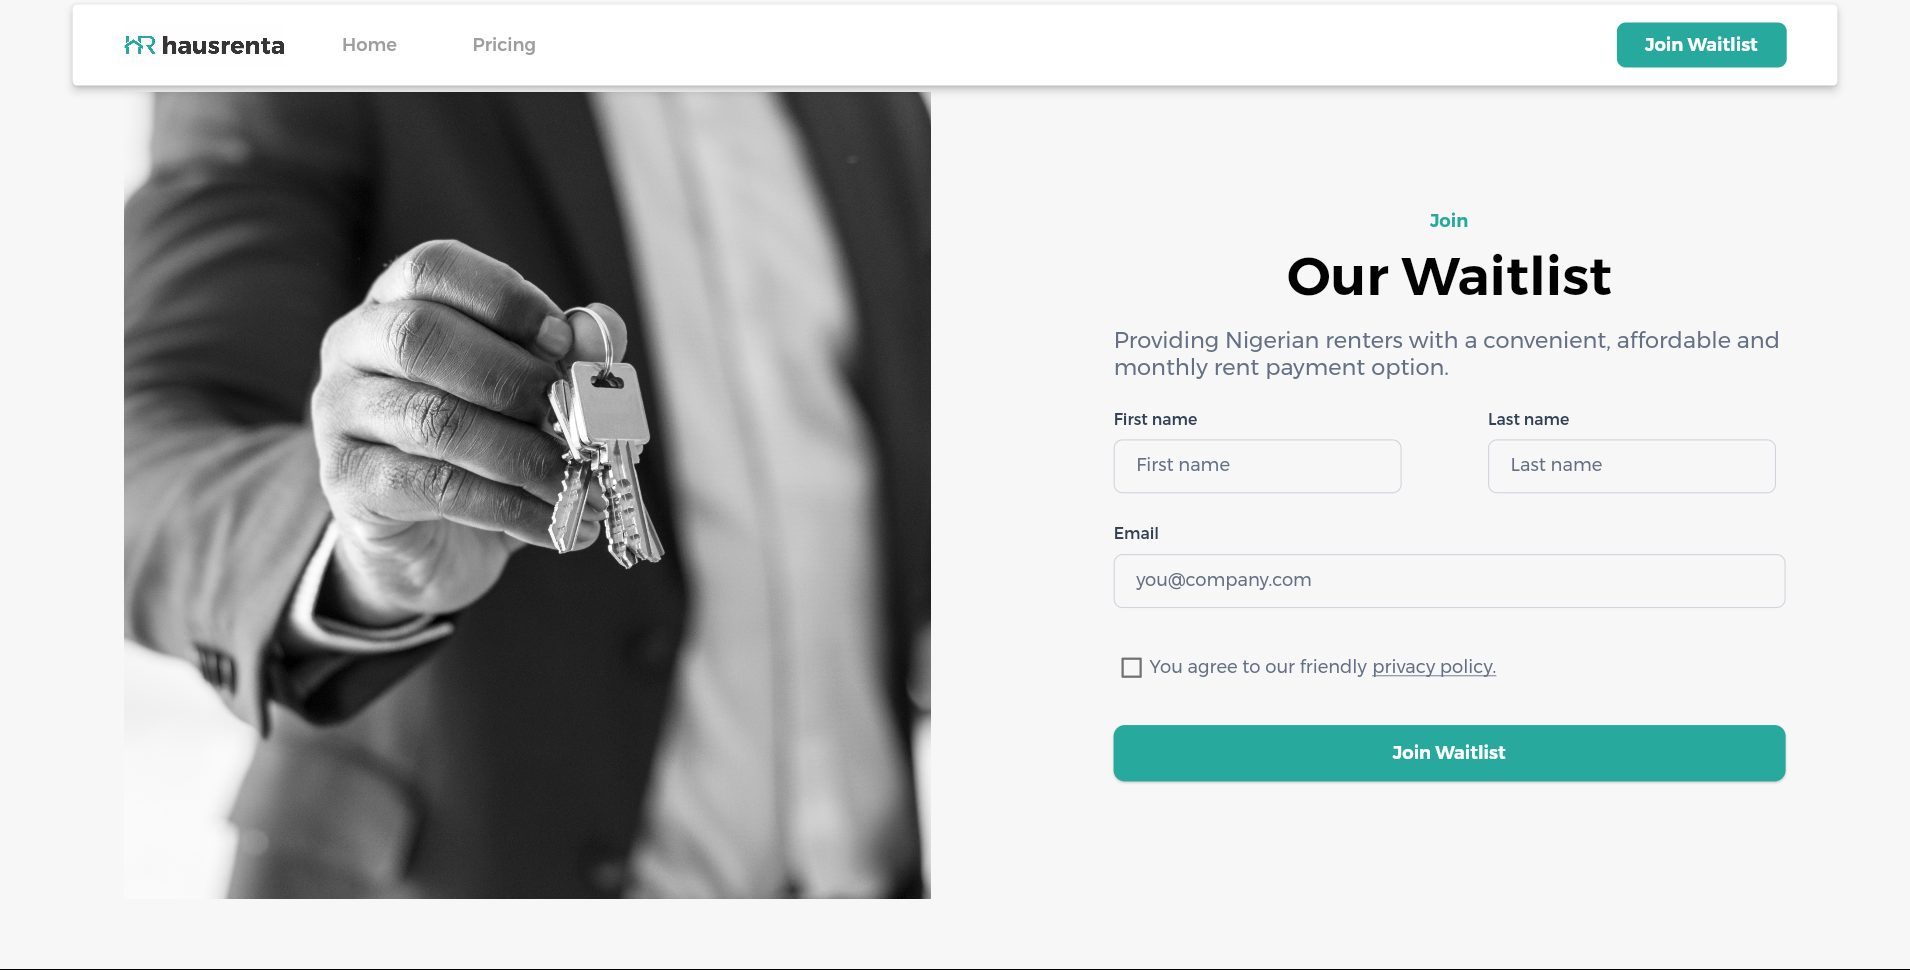 hausrenta
Home
Pricing
Join Waitlist
Join
Our Waitlist
Providing Nigerian renters with a convenient, affordable and
monthly rent payment option.
First name
Last name
First name
Last name
Email
you@company.com
You agree to our friendly privacy policy.
Join Waitlist